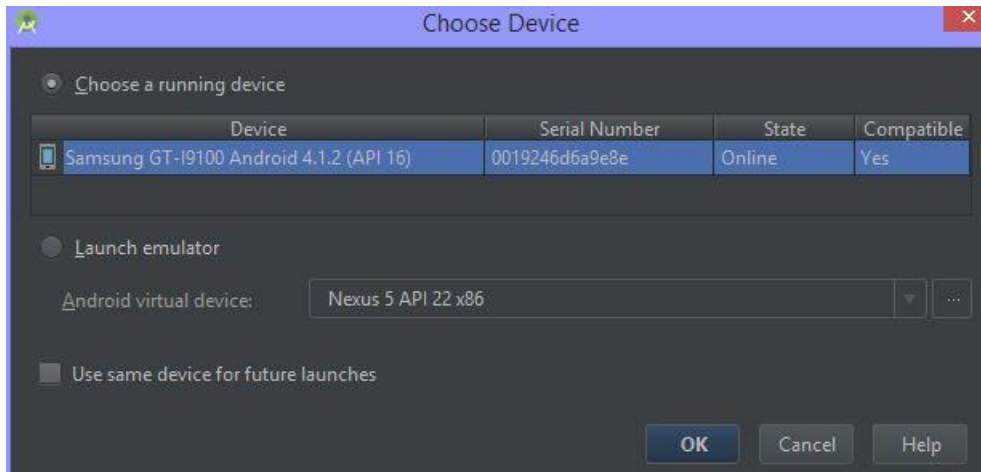 Choose Device
Choose a running device
Device Serial Number State Compatible
Samsung GT-I9100 Android 4.1.2 (API 16) 0019246d6a9e8e Online Yes
Launch emulator
Android virtual device: Nexus 5 API 22 x86 ...
Use same device for future launches
OK Cancel Help